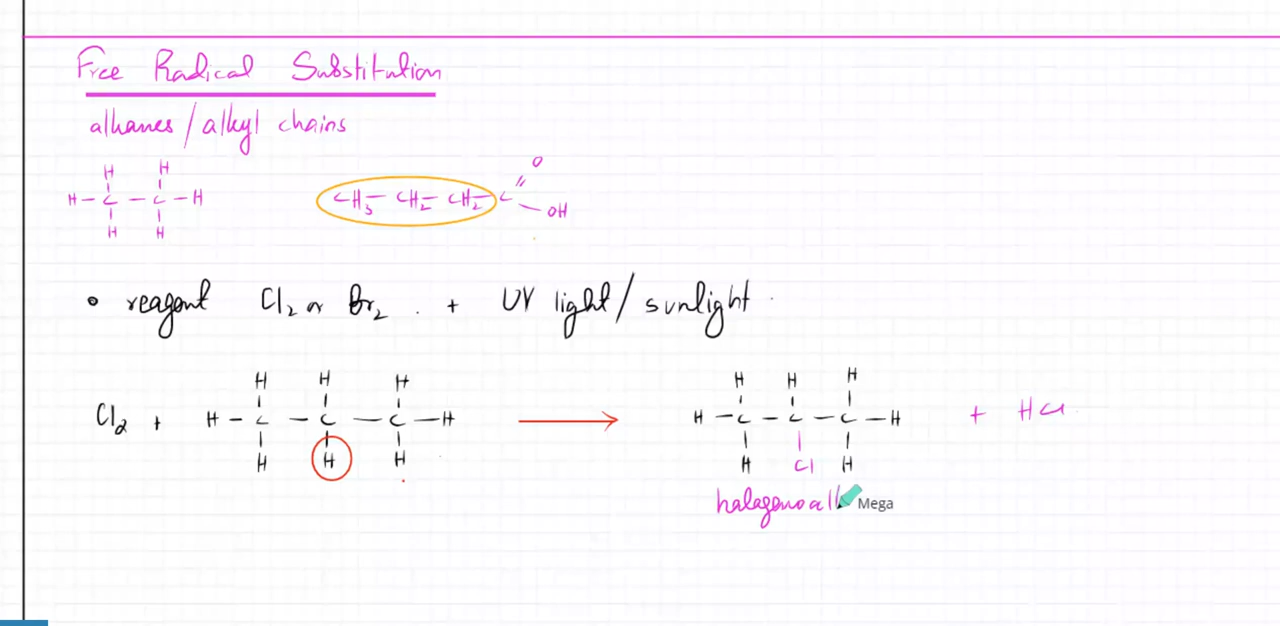 Free Radical Substitution
alkanes / alkyl chains
H H
H – C – C – H
H H
CH3 – CH2 – CH2 – C
O
OH
• reagent Cl2 or Br2 . + UV light / sunlight
H H H
Cl2 + H – C – C – C – H
H H H
H H H
H – C – C – C – H + HCl
H Cl H
halogenoalk
Mega